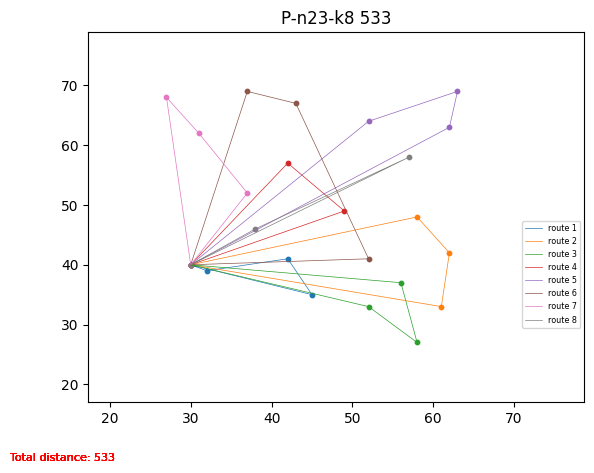 P-n23-k8 533
70
60
50
40
30
20
20
30
40
50
60
70
route 1
route 2
route 3
route 4
route 5
route 6
route 7
route 8
Total distance: 533